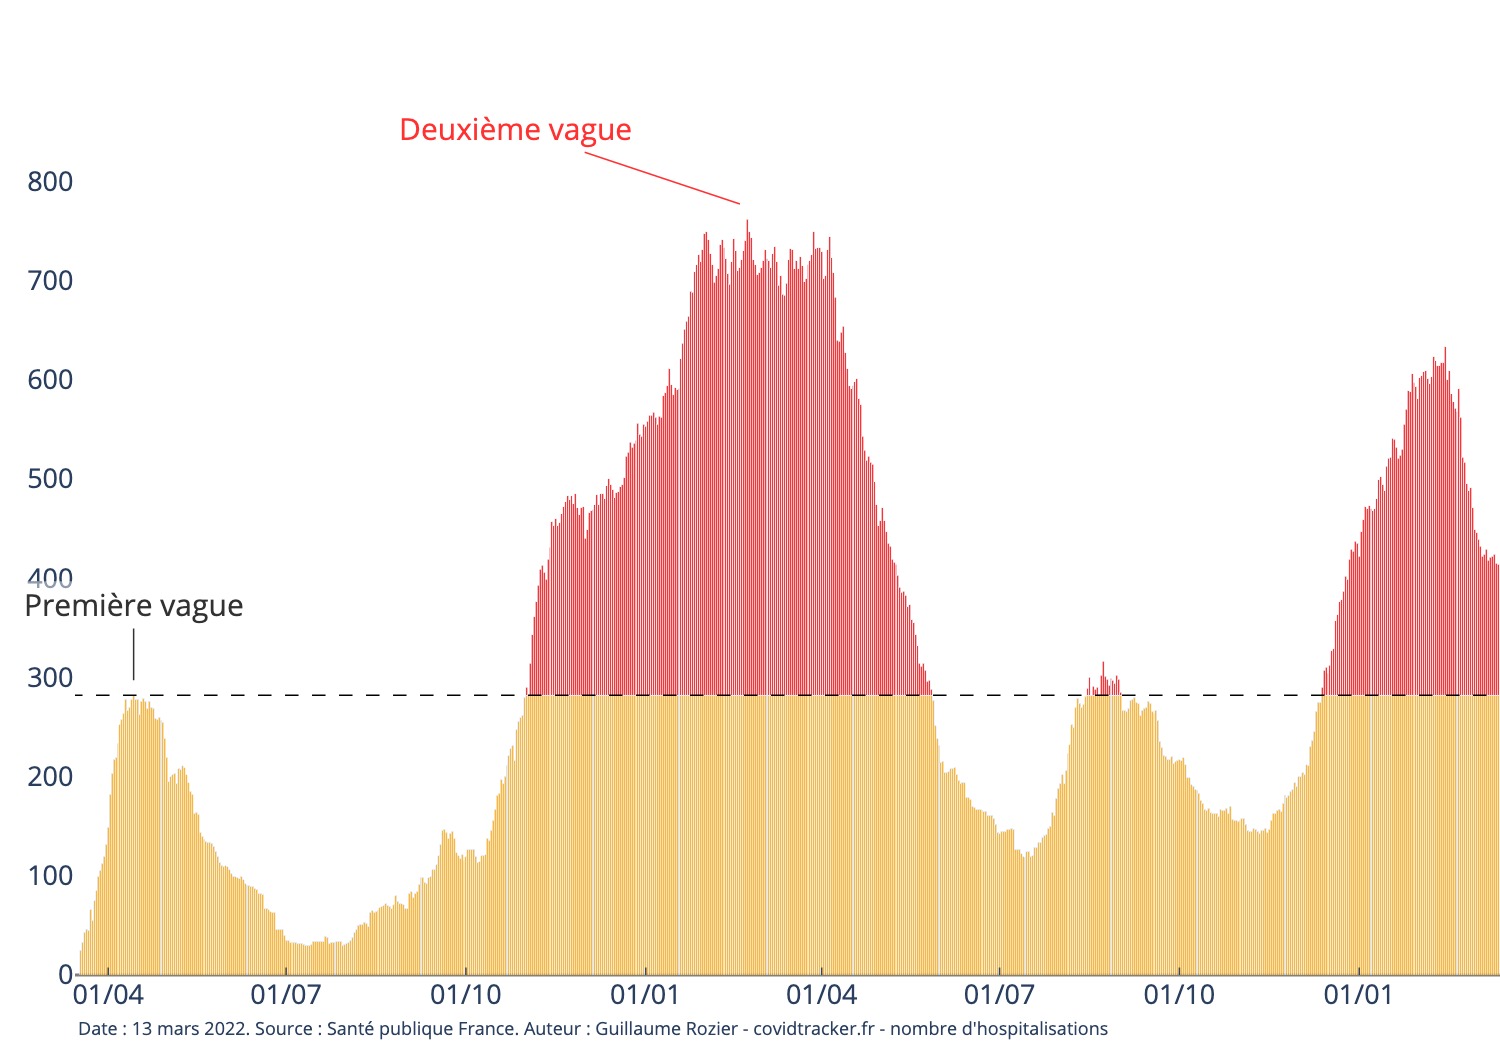 Deuxième vague
800
700
600
500
400
Première vague
300
200
100
0
01/04 01/07 01/10 01/01 01/04 01/07 01/10 01/01
Date : 13 mars 2022. Source : Santé publique France. Auteur : Guillaume Rozier - covidtracker.fr - nombre d'hospitalisations